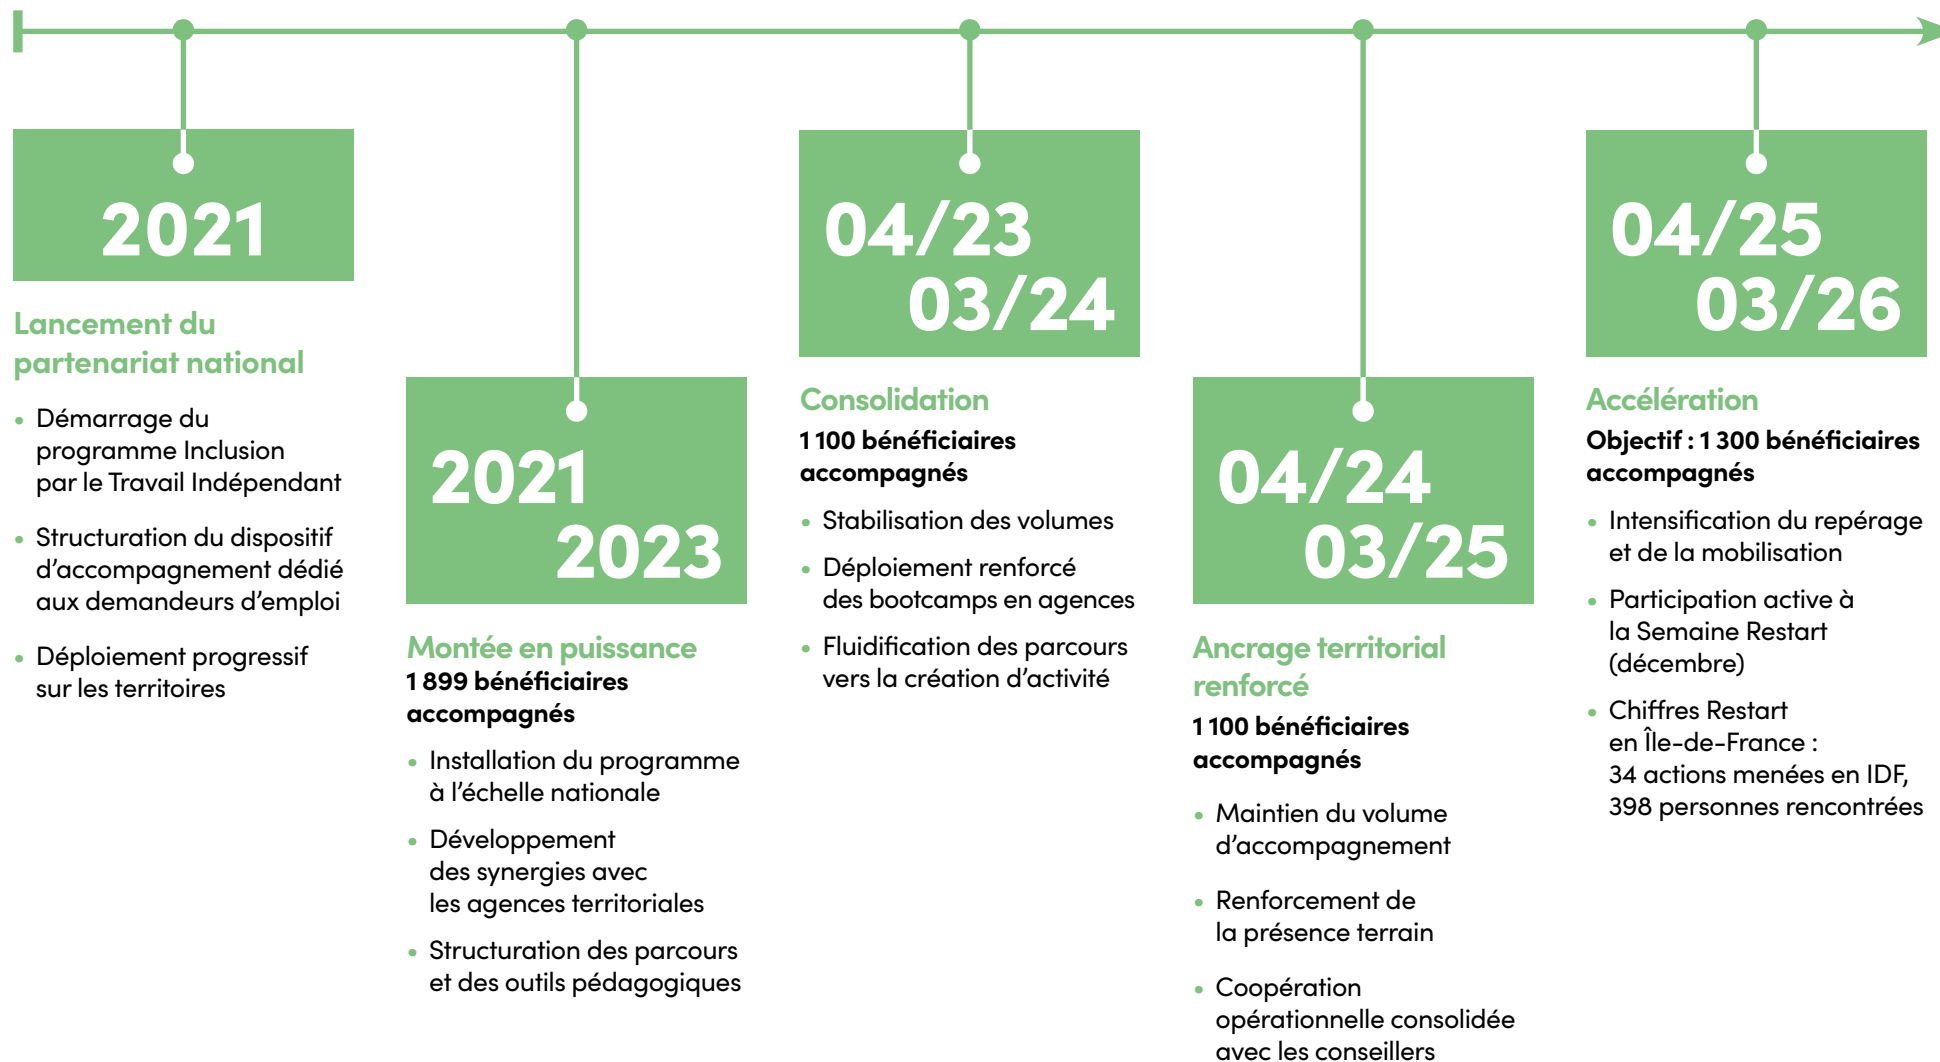 2021
Lancement du
partenariat national
• Démarrage du
programme Inclusion
par le Travail Indépendant
• Structuration du dispositif
d'accompagnement dédié
aux demandeurs d'emploi
• Déploiement progressif
sur les territoires
2021
2023
Montée en puissance
1 899 bénéficiaires
accompagnés
• Installation du programme
à l'échelle nationale
• Développement
des synergies avec
les agences territoriales
• Structuration des parcours
et des outils pédagogiques
04/23
03/24
Consolidation
1 100 bénéficiaires
accompagnés
• Stabilisation des volumes
• Déploiement renforcé
des bootcamps en agences
• Fluidification des parcours
vers la création d'activité
04/24
03/25
Ancrage territorial
renforcé
1 100 bénéficiaires
accompagnés
• Maintien du volume
d'accompagnement
• Renforcement de
la présence terrain
• Coopération
opérationnelle consolidée
avec les conseillers
04/25
03/26
Accélération
Objectif : 1 300 bénéficiaires
accompagnés
• Intensification du repérage
et de la mobilisation
• Participation active à
la Semaine Restart
(décembre)
• Chiffres Restart
en Île-de-France :
34 actions menées en IDF,
398 personnes rencontrées